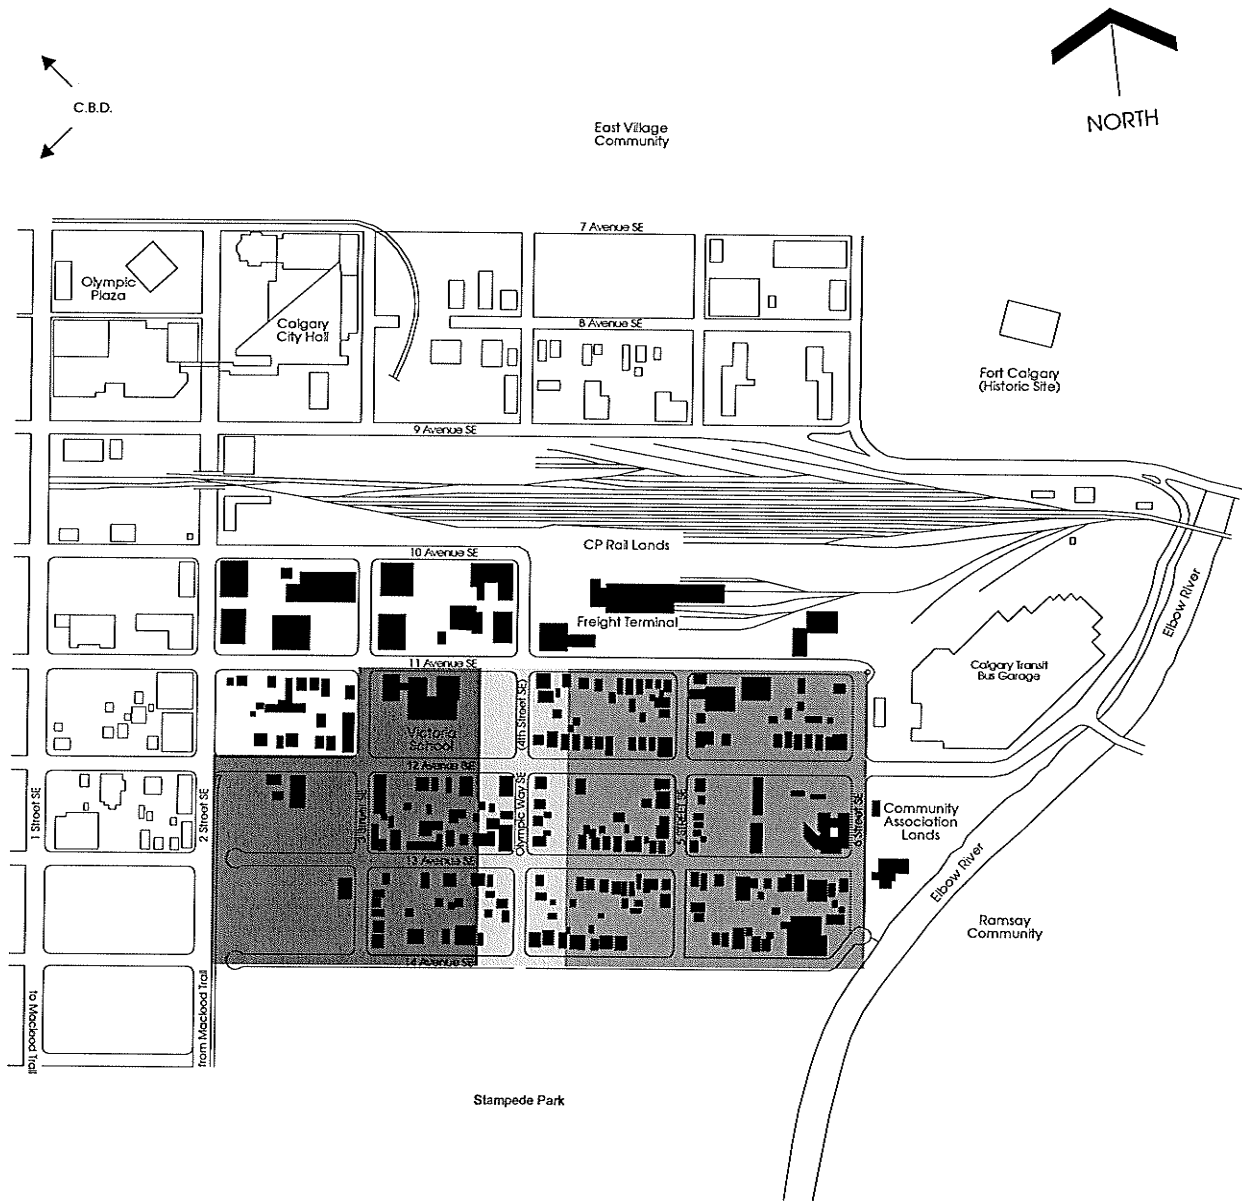 C.B.D.
NORTH
East Village
Community
7 Avenue SE
Olympic
Plaza
Calgary
City Hall
8 Avenue SE
Fort Calgary
(Historic Site)
9 Avenue SE
CP Rail Lands
10 Avenue SE
Freight Terminal
Elbow River
11 Avenue SE
Calgary Transit
Bus Garage
(4th Street SE)
Victoria
School
12 Avenue SE
1 Street SE
2 Street SE
3 Street SE
Olympic Way SE
5 STREET SE
6 Street SE
Community
Association
Lands
13 Avenue SE
Elbow River
Ramsay
Community
14 Avenue SE
to Macleod Trail
from Macleod Trail
Stampede Park